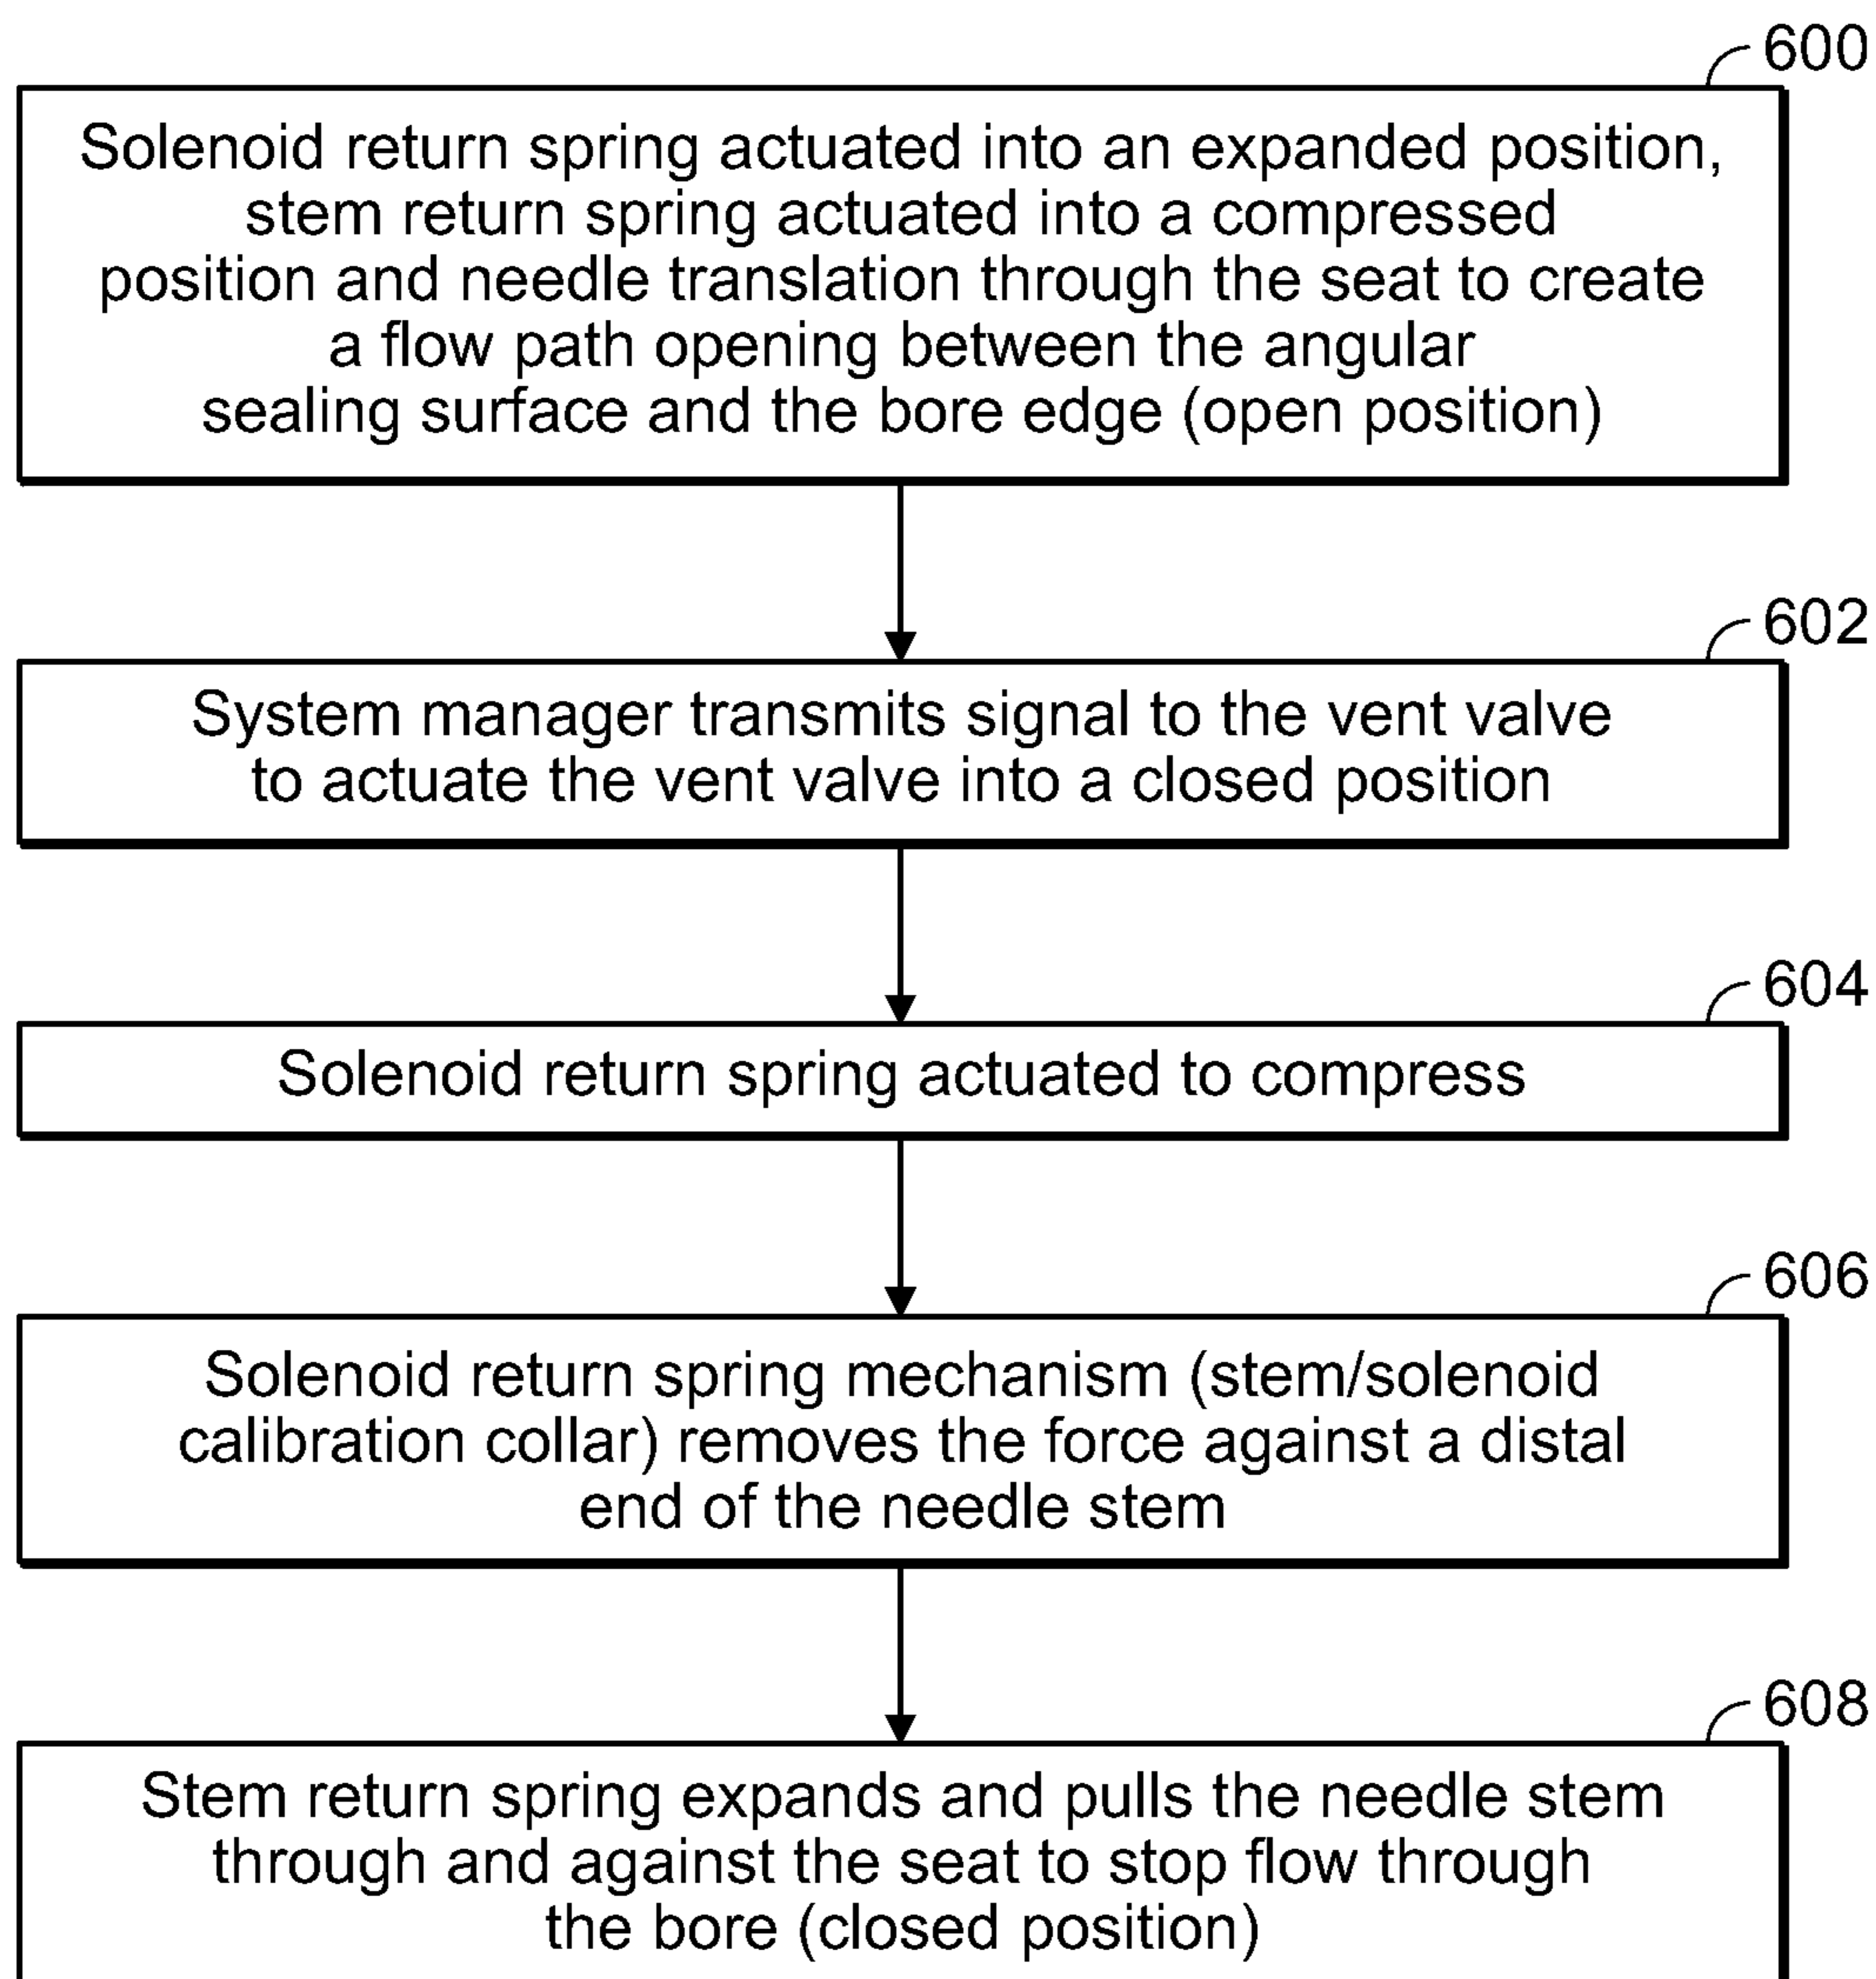 600
Solenoid return spring actuated into an expanded position,
stem return spring actuated into a compressed
position and needle translation through the seat to create
a flow path opening between the angular
sealing surface and the bore edge (open position)
602
System manager transmits signal to the vent valve
to actuate the vent valve into a closed position
604
Solenoid return spring actuated to compress
606
Solenoid return spring mechanism (stem/solenoid
calibration collar) removes the force against a distal
end of the needle stem
608
Stem return spring expands and pulls the needle stem
through and against the seat to stop flow through
the bore (closed position)